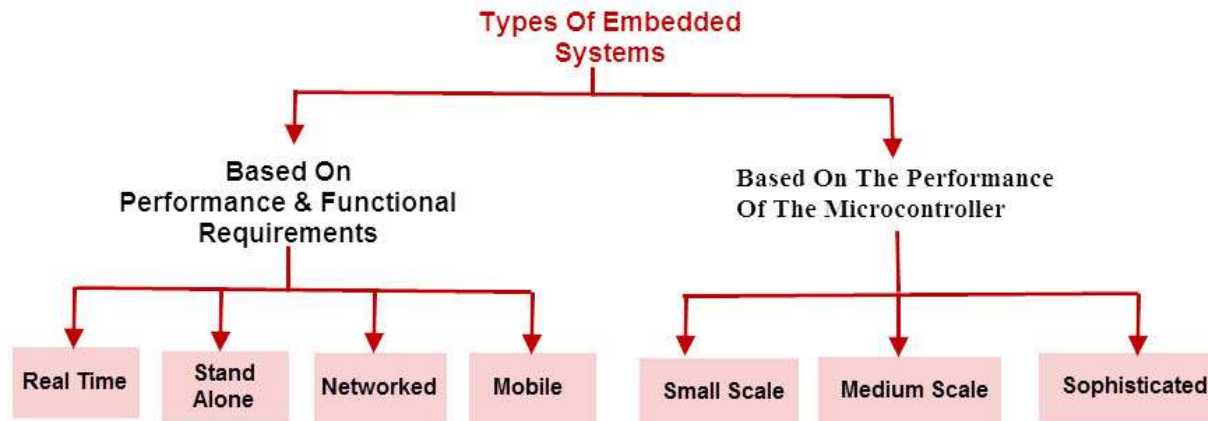 Types Of Embedded
Systems
Based On
Performance & Functional
Requirements
Based On The Performance
Of The Microcontroller
Real Time
Stand
Alone
Networked
Mobile
Small Scale
Medium Scale
Sophisticated